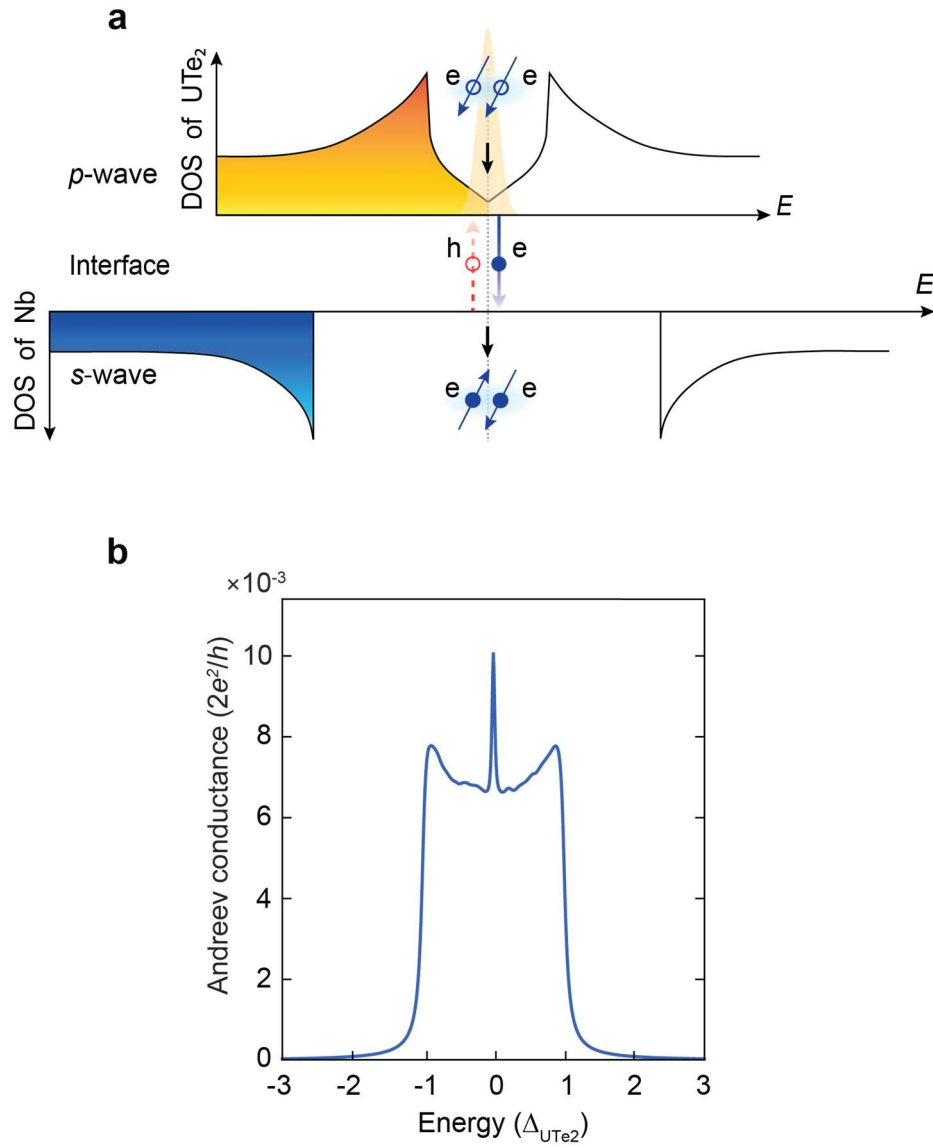 a
DOS of UTe₂
p-wave
e e
E
h e
Interface
E
DOS of Nb
s-wave
e e
b
×10⁻³
Andreev conductance (2e²/h)
10
8
6
4
2
0
-3 -2 -1 0 1 2 3
Energy (Δ_UTe2)